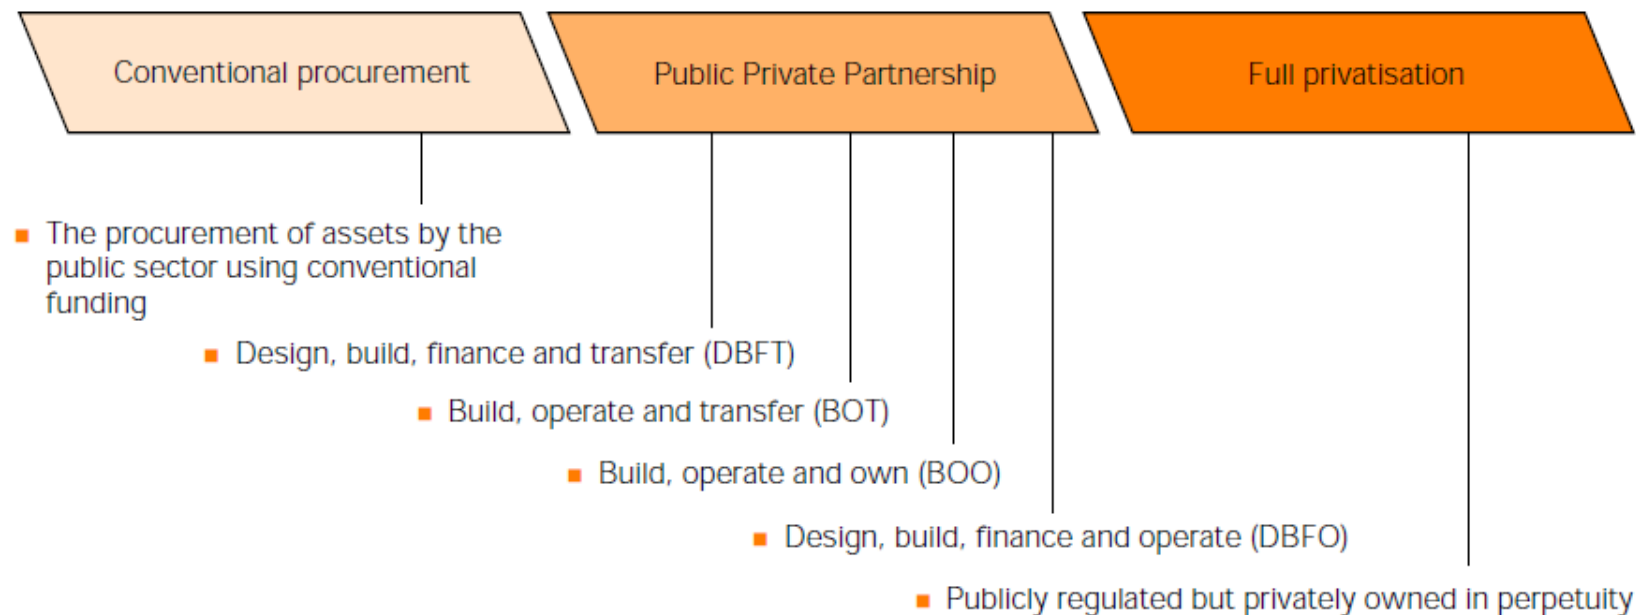 Conventional procurement
Public Private Partnership
Full privatisation
The procurement of assets by the
public sector using conventional
funding
Design, build, finance and transfer (DBFT)
Build, operate and transfer (BOT)
Build, operate and own (BOO)
Design, build, finance and operate (DBFO)
Publicly regulated but privately owned in perpetuity